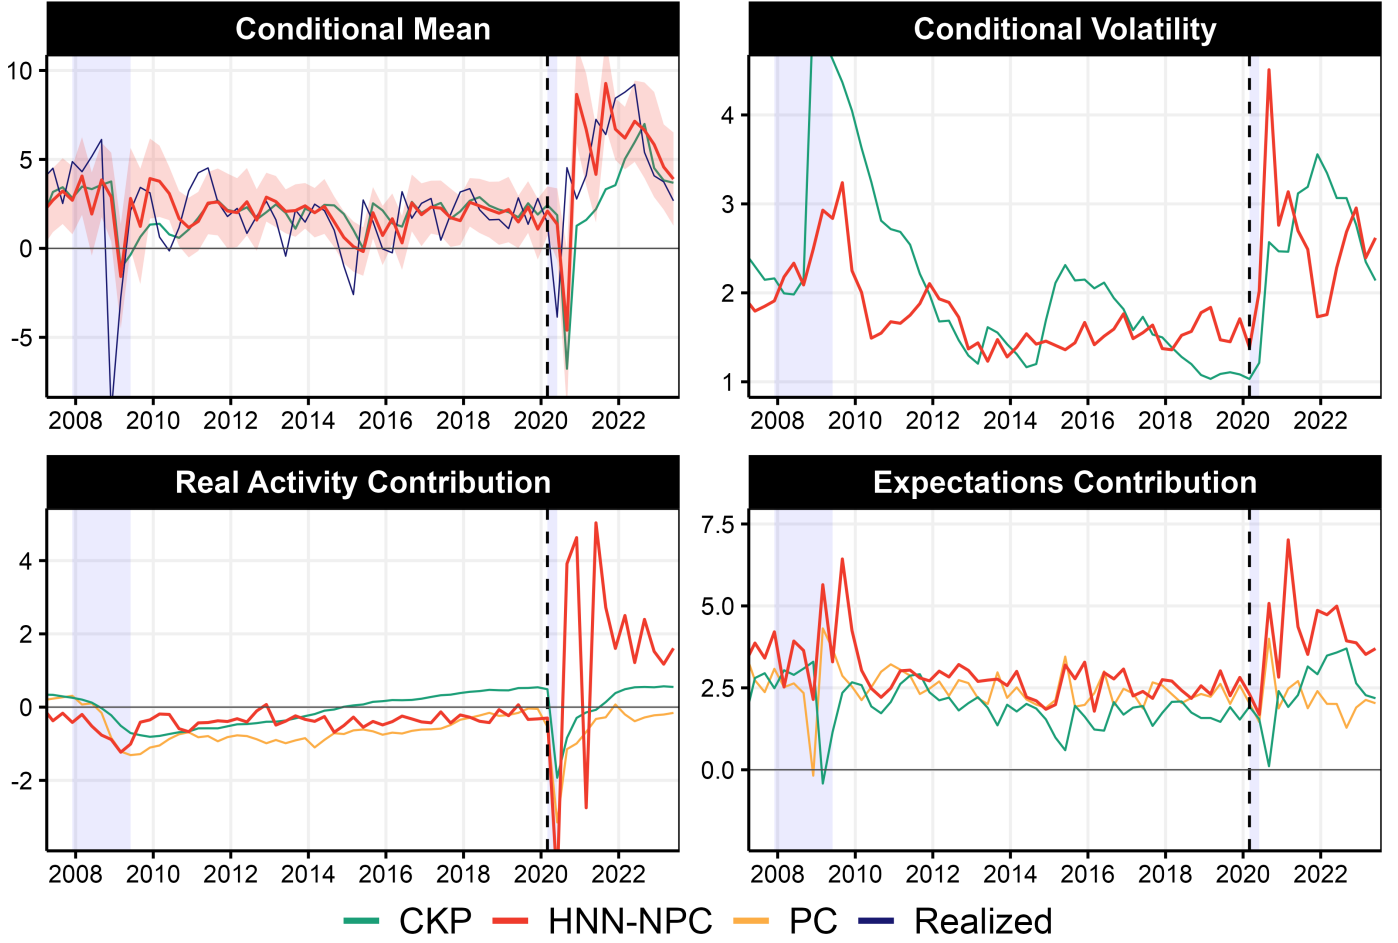 Conditional Mean
10
5
0
-5
2008 2010 2012 2014 2016 2018 2020 2022
Conditional Volatility
4
3
2
1
2008 2010 2012 2014 2016 2018 2020 2022
Real Activity Contribution
4
2
0
-2
2008 2010 2012 2014 2016 2018 2020 2022
Expectations Contribution
7.5
5.0
2.5
0.0
2008 2010 2012 2014 2016 2018 2020 2022
CKP HNN-NPC PC Realized